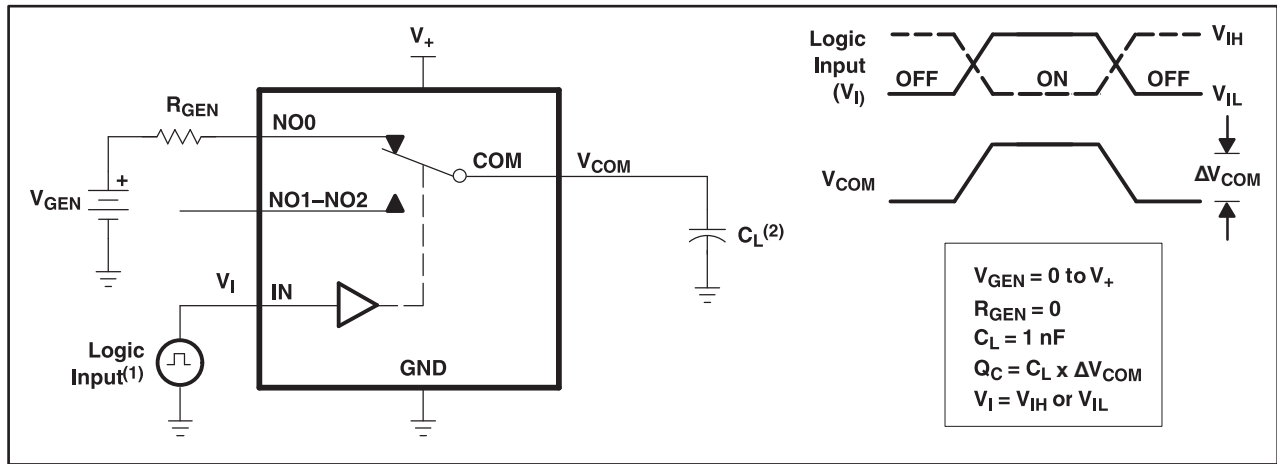 V+
RGEN
NO0
COM
VCOM
+
VGEN
NO1–NO2
CL(2)
VI
IN
Logic
Input(1)
GND
Logic
Input
(VI)
OFF
ON
OFF
VIH
VIL
VCOM
ΔVCOM
VGEN = 0 to V+
RGEN = 0
CL = 1 nF
QC = CL x ΔVCOM
VI = VIH or VIL